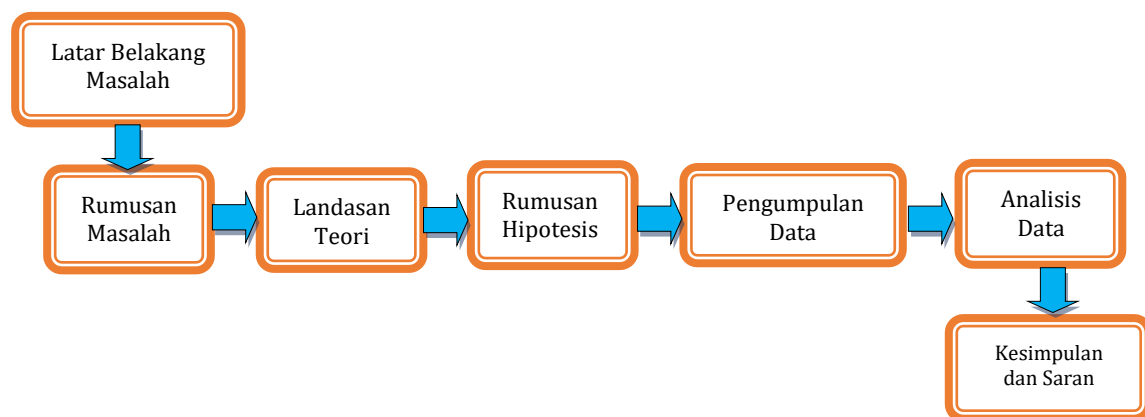 Latar Belakang
Masalah
Rumusan
Masalah
Landasan
Teori
Rumusan
Hipotesis
Pengumpulan
Data
Analisis
Data
Kesimpulan
dan Saran